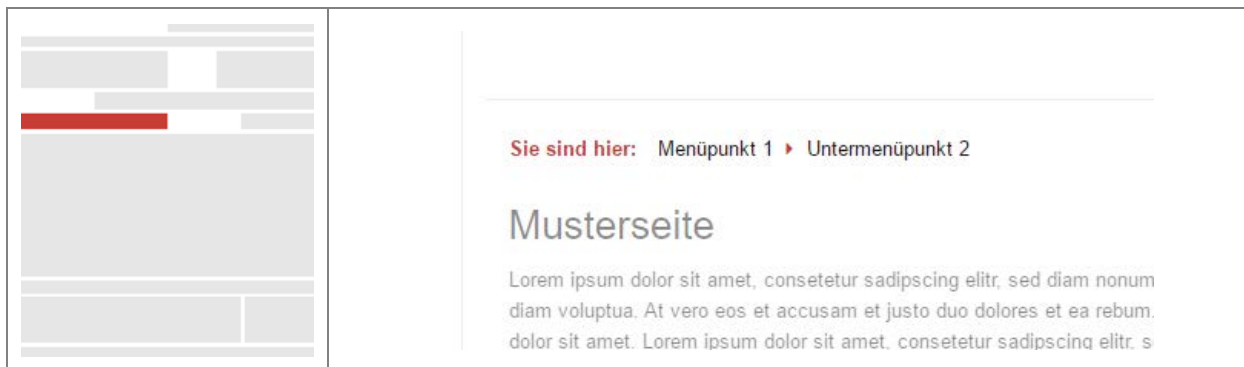 Sie sind hier: Menüpunkt 1 Untermenüpunkt 2
Musterseite
Lorem ipsum dolor sit amet, consetetur sadipscing elitr, sed diam nonum
diam voluptua. At vero eos et accusam et justo duo dolores et ea rebum.
dolor sit amet. Lorem ipsum dolor sit amet, consetetur sadipscing elitr, s